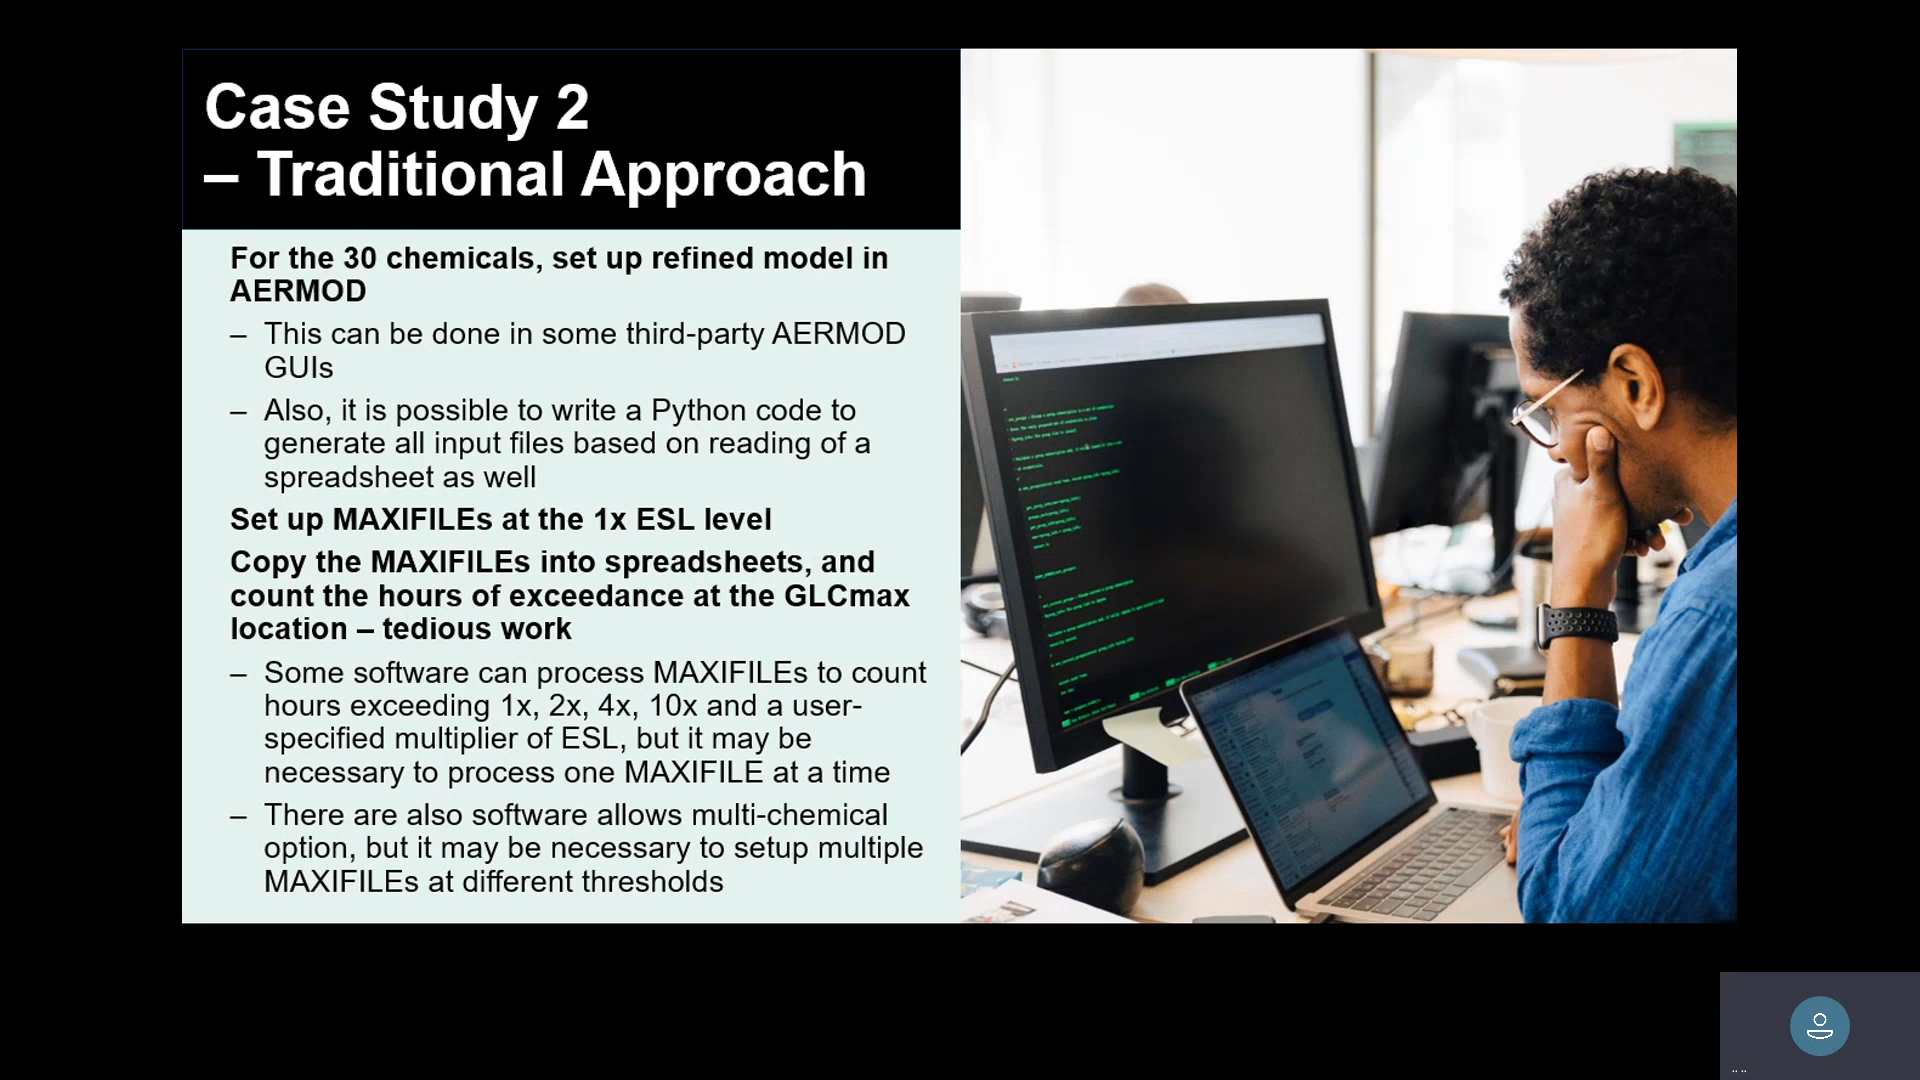 Case Study 2
– Traditional Approach
For the 30 chemicals, set up refined model in
AERMOD
– This can be done in some third-party AERMOD
GUIs
– Also, it is possible to write a Python code to
generate all input files based on reading of a
spreadsheet as well
Set up MAXIFILEs at the 1x ESL level
Copy the MAXIFILEs into spreadsheets, and
count the hours of exceedance at the GLCmax
location – tedious work
– Some software can process MAXIFILEs to count
hours exceeding 1x, 2x, 4x, 10x and a user-
specified multiplier of ESL, but it may be
necessary to process one MAXIFILE at a time
– There are also software allows multi-chemical
option, but it may be necessary to setup multiple
MAXIFILEs at different thresholds